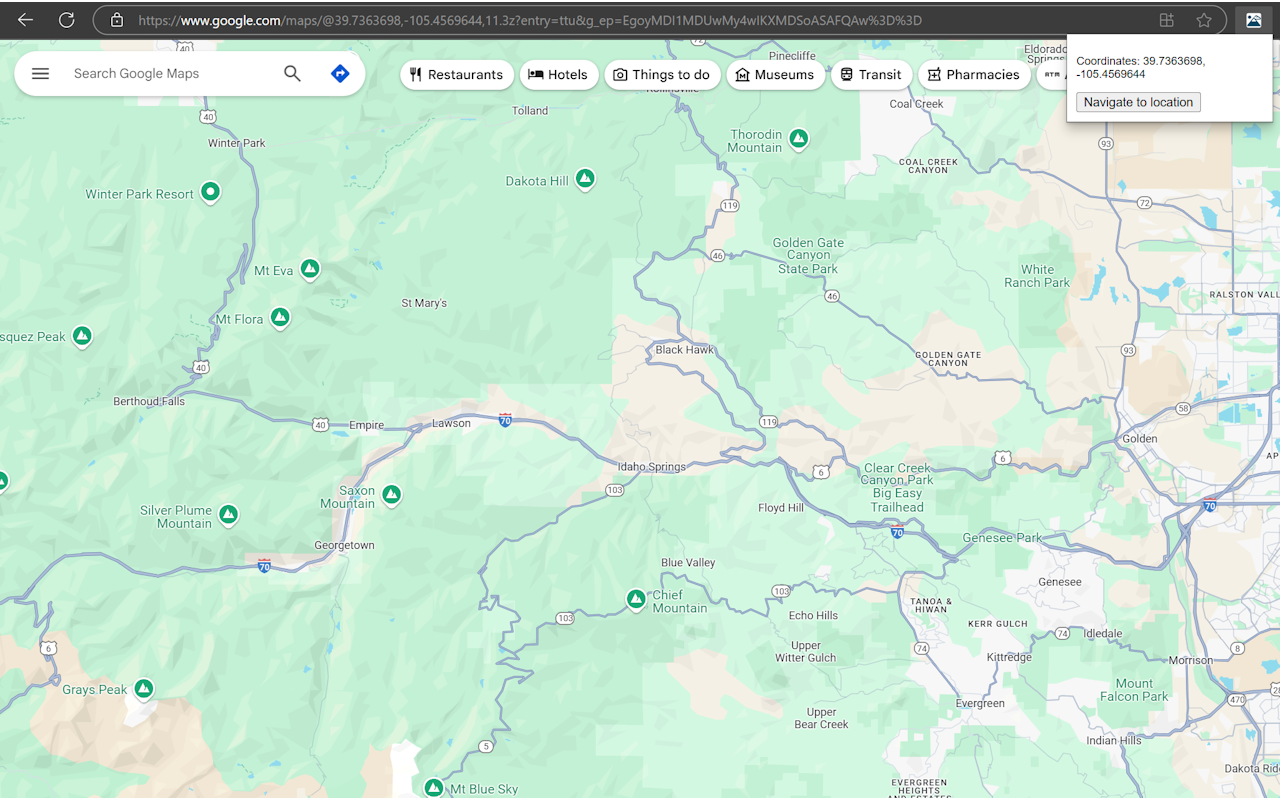 https://www.google.com/maps/@39.7363698,-105.4569644,11.3z?entry=ttu&g_ep=EgoyMDI1MDUwMy4wIKXMDSoASAFQAw%3D%3D
Coordinates: 39.7363698,
-105.4569644
Navigate to location
Search Google Maps
Restaurants
Hotels
Things to do
Museums
Transit
Pharmacies
40
72
Pinecliffe
Eldorado
Springs
Rollinsville
Tolland
Coal Creek
40
Winter Park
Thorodin
Mountain
93
COAL CREEK
CANYON
Dakota Hill
Winter Park Resort
119
72
Golden Gate
Canyon
State Park
46
Mt Eva
White
Ranch Park
46
St Mary's
RALSTON VALL
Mt Flora
squez Peak
Black Hawk
93
GOLDEN GATE
CANYON
40
Berthoud Falls
58
40
Empire
Lawson
70
119
Golden
AP
Idaho Springs
6
6
Clear Creek
Canyon Park
Big Easy
Trailhead
103
Saxon
Mountain
Silver Plume
Mountain
Floyd Hill
70
70
Georgetown
Genesee Park
70
Blue Valley
Genesee
103
Chief
Mountain
103
Echo Hills
TANOA &
HIWAN
KERR GULCH
74
Idledale
6
Upper
Witter Gulch
74
Kittredge
8
Morrison
Grays Peak
Mount
Falcon Park
470
Evergreen
Upper
Bear Creek
Indian Hills
5
Dakota Ridg
Mt Blue Sky
EVERGREEN
HEIGHTS
AND ESTATES